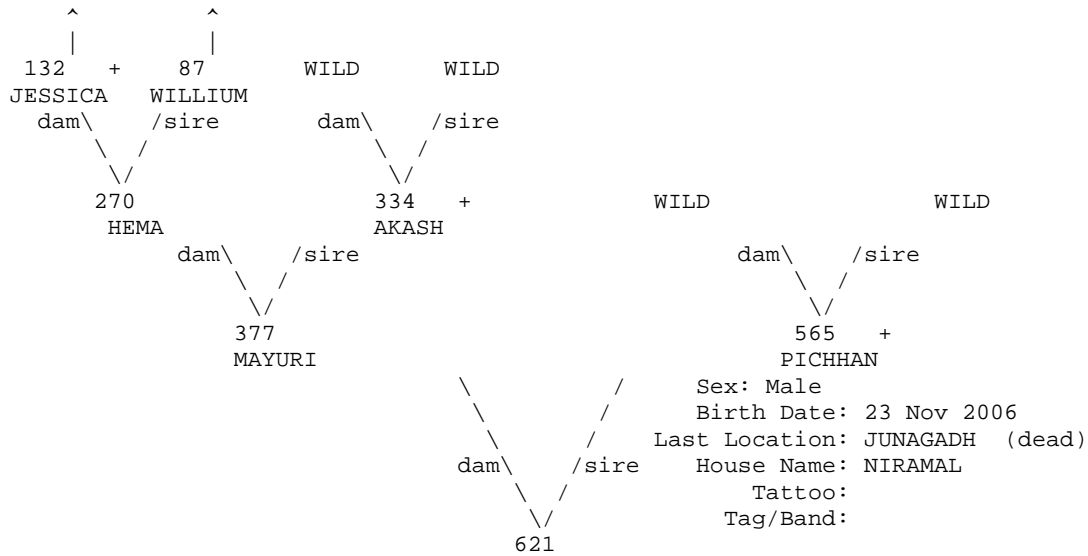 ^ ^
| |
132 + 87 WILD WILD
JESSICA WILLIUM
dam\ /sire dam\ /sire
\ / \ /
\/ \/
270 334 + WILD WILD
HEMA AKASH
dam\ /sire dam\ /sire
\ / \ /
\/ \/
377 565 +
MAYURI PICHHAN
\ / Sex: Male
\ / Birth Date: 23 Nov 2006
\ / Last Location: JUNAGADH (dead)
dam\ /sire House Name: NIRAMAL
\ / Tattoo:
\/ Tag/Band:
621